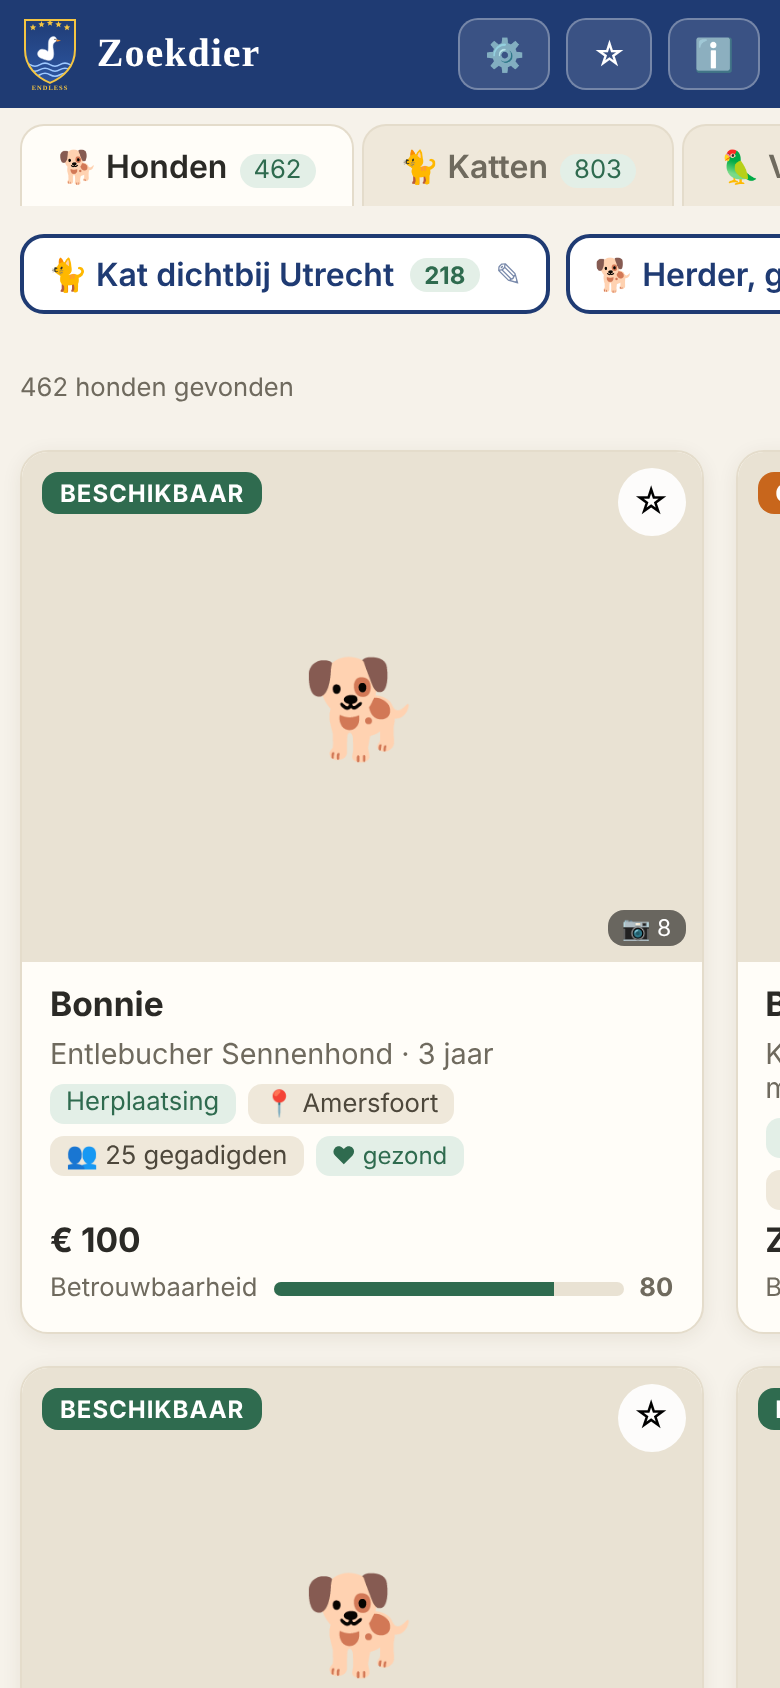 ENDLESS
Zoekdier
Honden 462
Katten 803
V
Kat dichtbij Utrecht 218
Herder, g
462 honden gevonden
BESCHIKBAAR
8
Bonnie
Entlebucher Sennenhond · 3 jaar
Herplaatsing
Amersfoort
25 gegadigden
gezond
€ 100
Betrouwbaarheid 80
BESCHIKBAAR